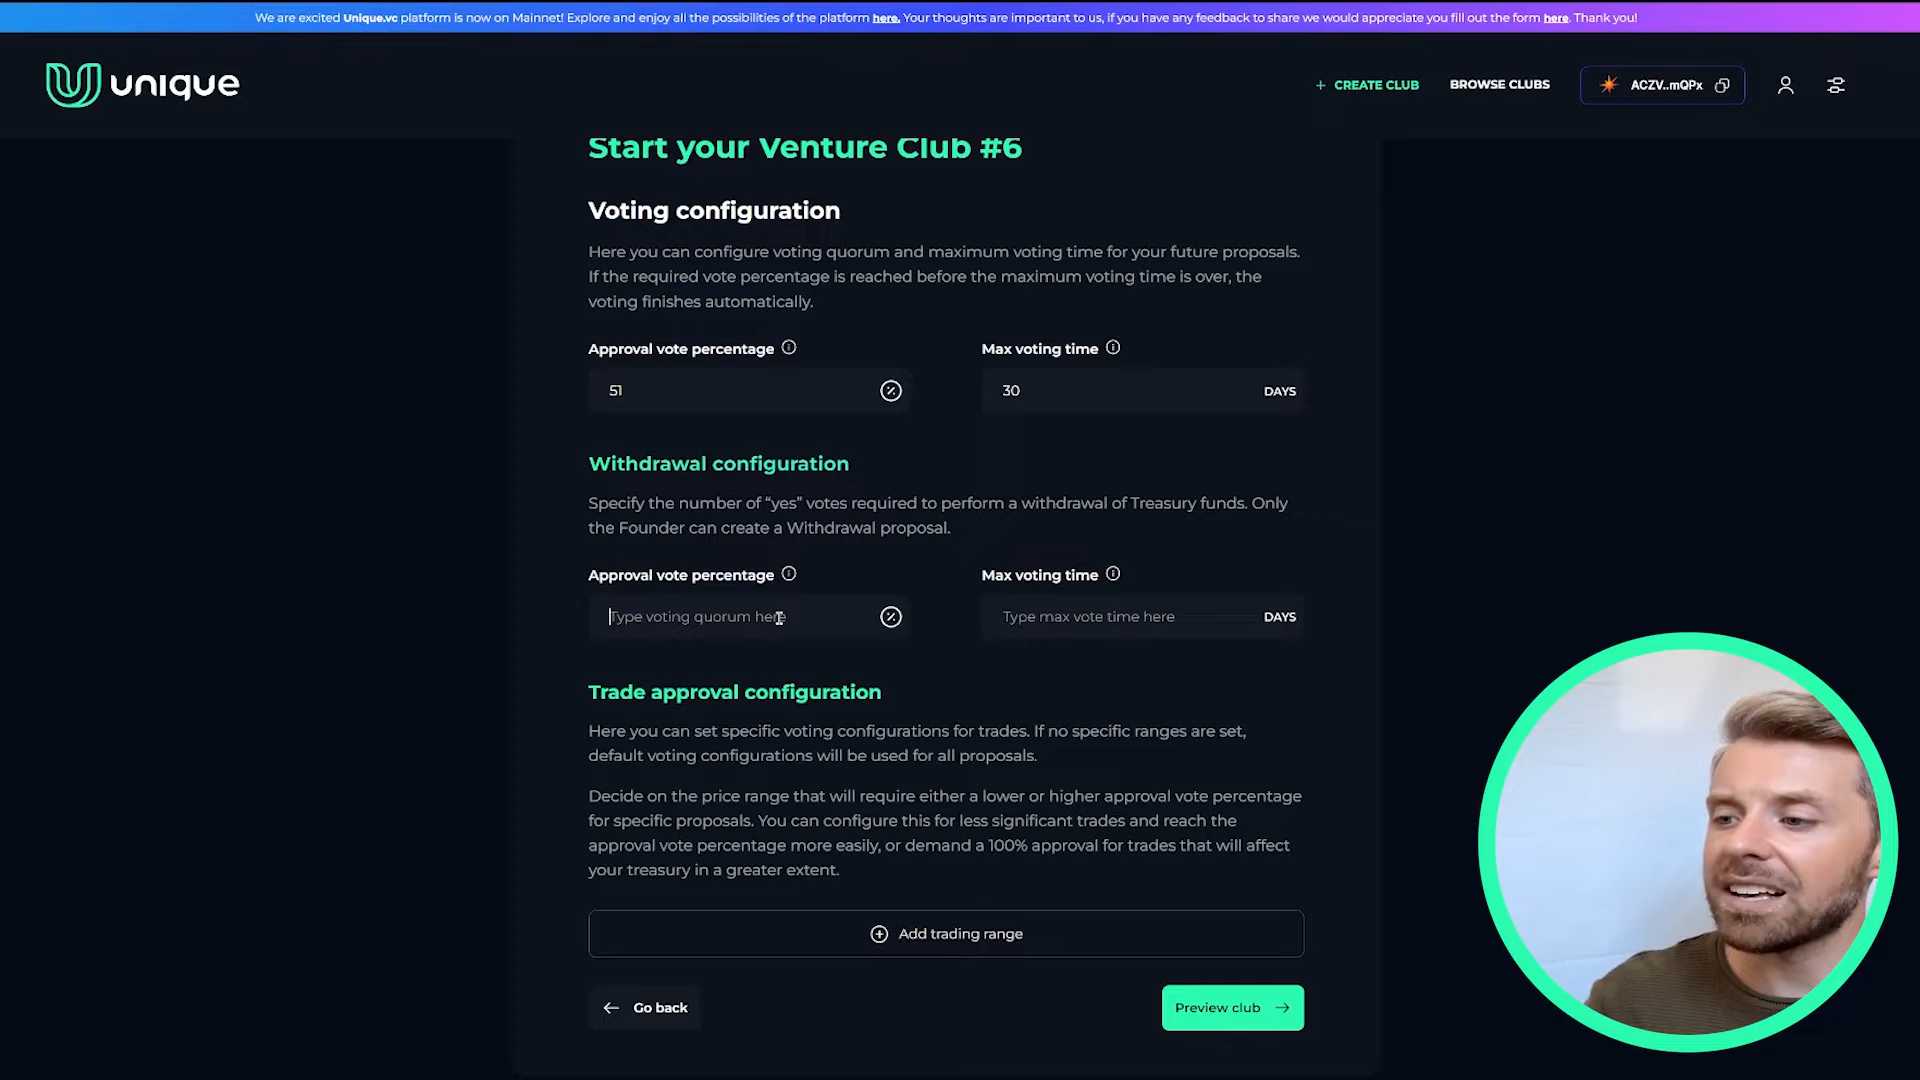 We are excited Unique.vc platform is now on Mainnet! Explore and enjoy all the possibilities of the platform here. Your thoughts are important to us, if you have any feedback to share we would appreciate you fill out the form here. Thank you!
unique
+ CREATE CLUB
BROWSE CLUBS
ACZV..mQPx
Start your Venture Club #6
Voting configuration
Here you can configure voting quorum and maximum voting time for your future proposals.
If the required vote percentage is reached before the maximum voting time is over, the
voting finishes automatically.
Approval vote percentage
Max voting time
51
30 DAYS
Withdrawal configuration
Specify the number of “yes” votes required to perform a withdrawal of Treasury funds. Only
the Founder can create a Withdrawal proposal.
Approval vote percentage
Max voting time
Type voting quorum here
Type max vote time here DAYS
Trade approval configuration
Here you can set specific voting configurations for trades. If no specific ranges are set,
default voting configurations will be used for all proposals.
Decide on the price range that will require either a lower or higher approval vote percentage
for specific proposals. You can configure this for less significant trades and reach the
approval vote percentage more easily, or demand a 100% approval for trades that will affect
your treasury in a greater extent.
Add trading range
Go back
Preview club